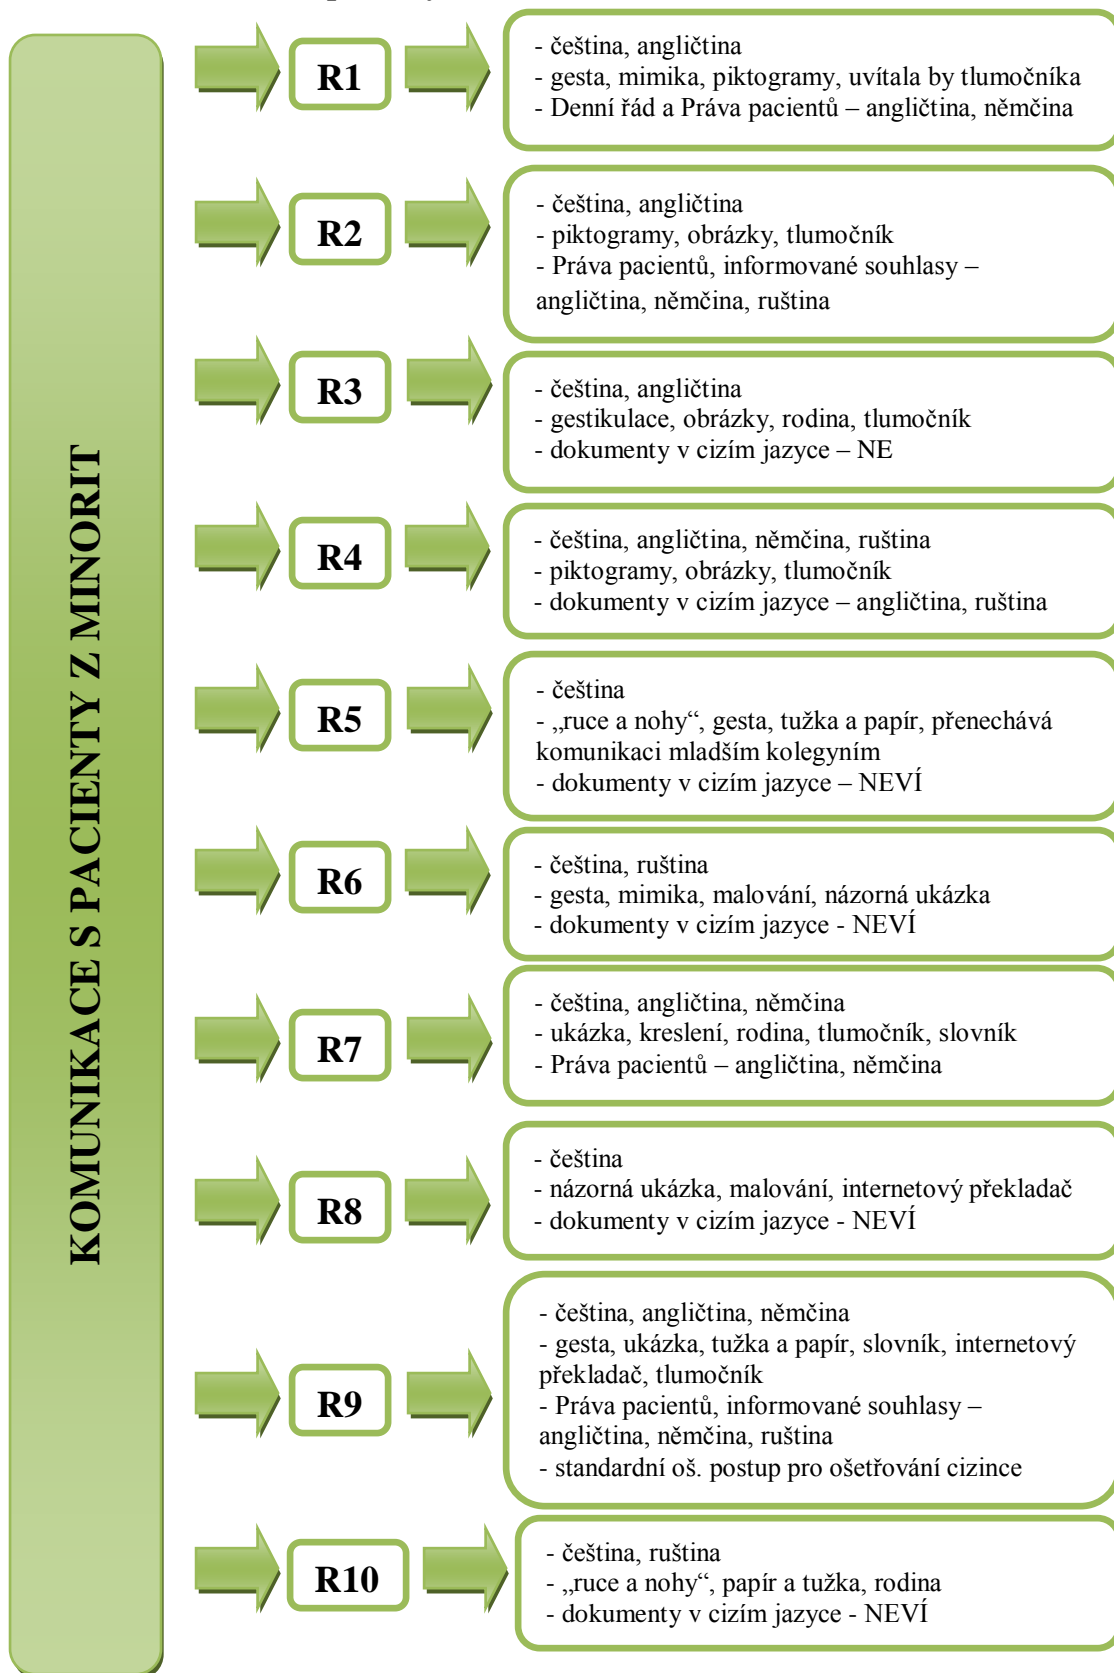 KOMUNIKACE S PACIENTY Z MINORIT
R1
- čeština, angličtina
- gesta, mimika, piktogramy, uvítala by tlumočníka
- Denní řád a Práva pacientů – angličtina, němčina
R2
- čeština, angličtina
- piktogramy, obrázky, tlumočník
- Práva pacientů, informované souhlasy –
angličtina, němčina, ruština
R3
- čeština, angličtina
- gestikulace, obrázky, rodina, tlumočník
- dokumenty v cizím jazyce – NE
R4
- čeština, angličtina, němčina, ruština
- piktogramy, obrázky, tlumočník
- dokumenty v cizím jazyce – angličtina, ruština
R5
- čeština
- „ruce a nohy“, gesta, tužka a papír, přenechává
komunikaci mladším kolegyním
- dokumenty v cizím jazyce – NEVÍ
R6
- čeština, ruština
- gesta, mimika, malování, názorná ukázka
- dokumenty v cizím jazyce - NEVÍ
R7
- čeština, angličtina, němčina
- ukázka, kreslení, rodina, tlumočník, slovník
- Práva pacientů – angličtina, němčina
R8
- čeština
- názorná ukázka, malování, internetový překladač
- dokumenty v cizím jazyce - NEVÍ
R9
- čeština, angličtina, němčina
- gesta, ukázka, tužka a papír, slovník, internetový
překladač, tlumočník
- Práva pacientů, informované souhlasy –
angličtina, němčina, ruština
- standardní oš. postup pro ošetřování cizince
R10
- čeština, ruština
- „ruce a nohy“, papír a tužka, rodina
- dokumenty v cizím jazyce - NEVÍ